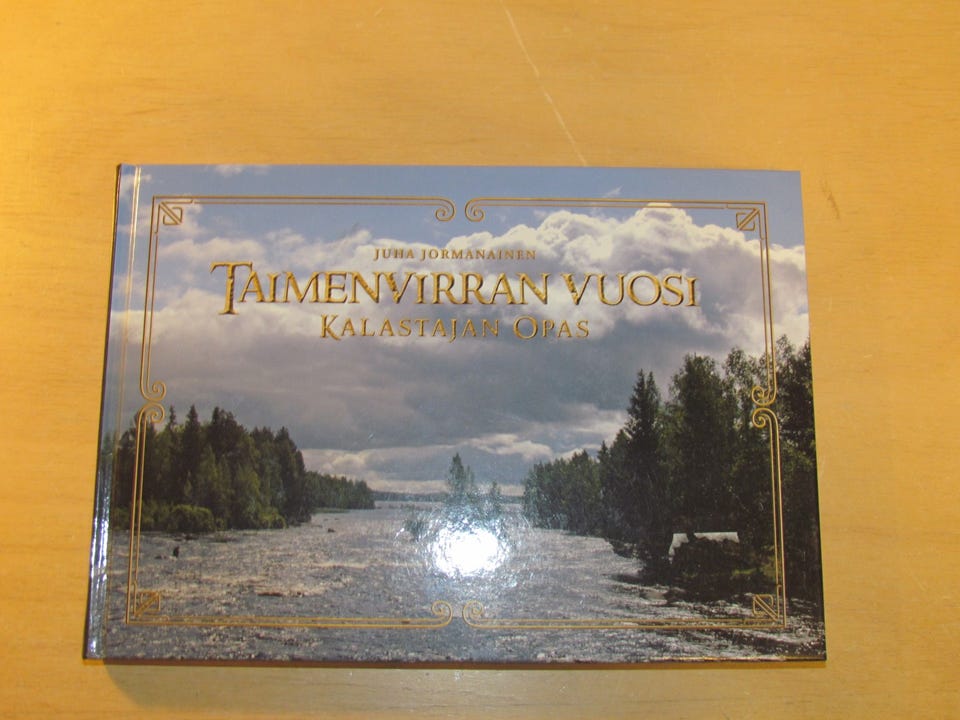 JUHA JORMANAINEN
TAIMENVIRRAN VUOSI
KALASTAJAN OPAS